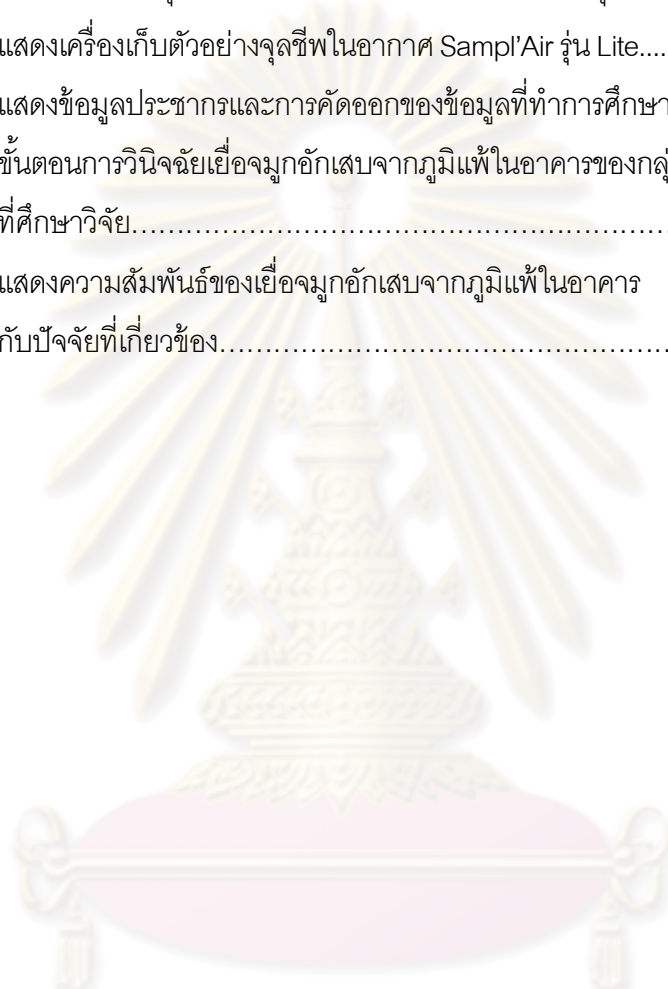 แสดงเครื่องเก็บตัวอย่างจุลชีพในอากาศ Sampl'Air รุ่น Lite....
แสดงข้อมูลประชากรและการคัดออกของข้อมูลที่ทำการศึกษา
ขั้นตอนการวินิจฉัยเยื่อจมูกอักเสบจากภูมิแพ้ในอาคารของ
ที่ศึกษาวิจัย...............................................
แสดงความสัมพันธ์ของเยื่อจมูกอักเสบจากภูมิแพ้ในอาคาร
กับปัจจัยที่เกี่ยวข้อง.......................................